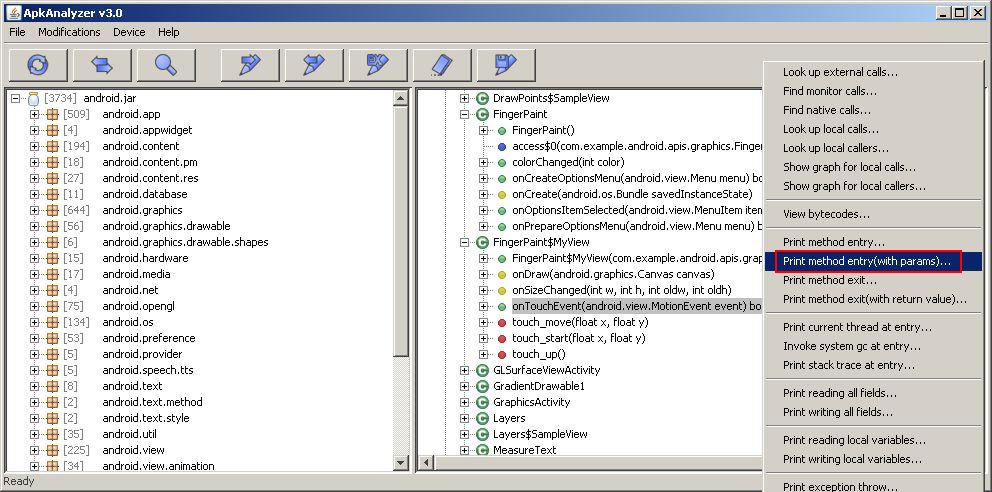 ApkAnalyzer v3.0
File Modifications Device Help
[3734] android.jar
[509] android.app
[4] android.appwidget
[194] android.content
[18] android.content.pm
[27] android.content.res
[11] android.database
[644] android.graphics
[56] android.graphics.drawable
[6] android.graphics.drawable.shapes
[15] android.hardware
[17] android.media
[4] android.net
[75] android.opengl
[134] android.os
[53] android.preference
[5] android.provider
[5] android.speech.tts
[8] android.text
[2] android.text.method
[2] android.text.style
[35] android.util
[43] android.view
[34] android.view.animation
DrawPoints$SampleView
FingerPaint
FingerPaint()
access$0(com.example.android.apis.graphics.Finger
colorChanged(int color)
onCreateOptionsMenu(android.view.Menu menu) bo
onCreate(android.os.Bundle savedInstanceState)
onOptionsItemSelected(android.view.MenuItem iten
onPrepareOptionsMenu(android.view.Menu menu) b
FingerPaint$MyView
FingerPaint$MyView(com.example.android.apis.grap
onDraw(android.graphics.Canvas canvas)
onSizeChanged(int w, int h, int oldw, int oldh)
onTouchEvent(android.view.MotionEvent event) bo
touch_move(float x, float y)
touch_start(float x, float y)
touch_up()
GLSurfaceViewActivity
GradientDrawable1
GraphicsActivity
Layers
Layers$SampleView
MeasureText
Look up external calls...
Find monitor calls...
Find native calls...
Look up local calls...
Look up local callers...
Show graph for local calls...
Show graph for local callers...
View bytecodes...
Print method entry...
Print method entry(with params)...
Print method exit...
Print method exit(with return value)...
Print current thread at entry...
Invoke system gc at entry...
Print stack trace at entry...
Print reading all fields...
Print writing all fields...
Print reading local variables...
Print writing local variables...
Print exception throw...
Ready